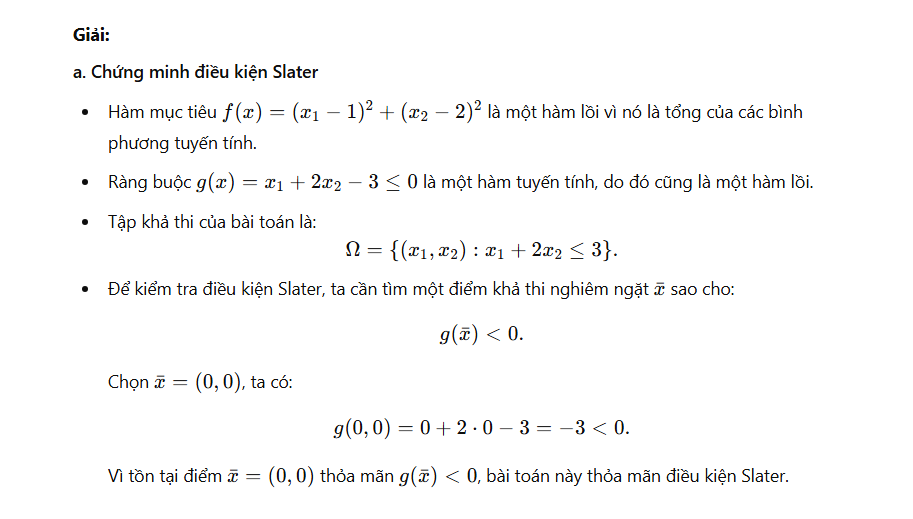 Giải:
a. Chứng minh điều kiện Slater
• Hàm mục tiêu f(x) = (x₁ − 1)² + (x₂ − 2)² là một hàm lồi vì nó là tổng của các bình
phương tuyến tính.
• Ràng buộc g(x) = x₁ + 2x₂ − 3 ≤ 0 là một hàm tuyến tính, do đó cũng là một hàm lồi.
• Tập khả thi của bài toán là:
Ω = {(x₁, x₂) : x₁ + 2x₂ ≤ 3}.
• Để kiểm tra điều kiện Slater, ta cần tìm một điểm khả thi nghiêm ngặt x̄ sao cho:
g(x̄) < 0.
Chọn x̄ = (0, 0), ta có:
g(0, 0) = 0 + 2 ⋅ 0 − 3 = −3 < 0.
Vì tồn tại điểm x̄ = (0, 0) thỏa mãn g(x̄) < 0, bài toán này thỏa mãn điều kiện Slater.